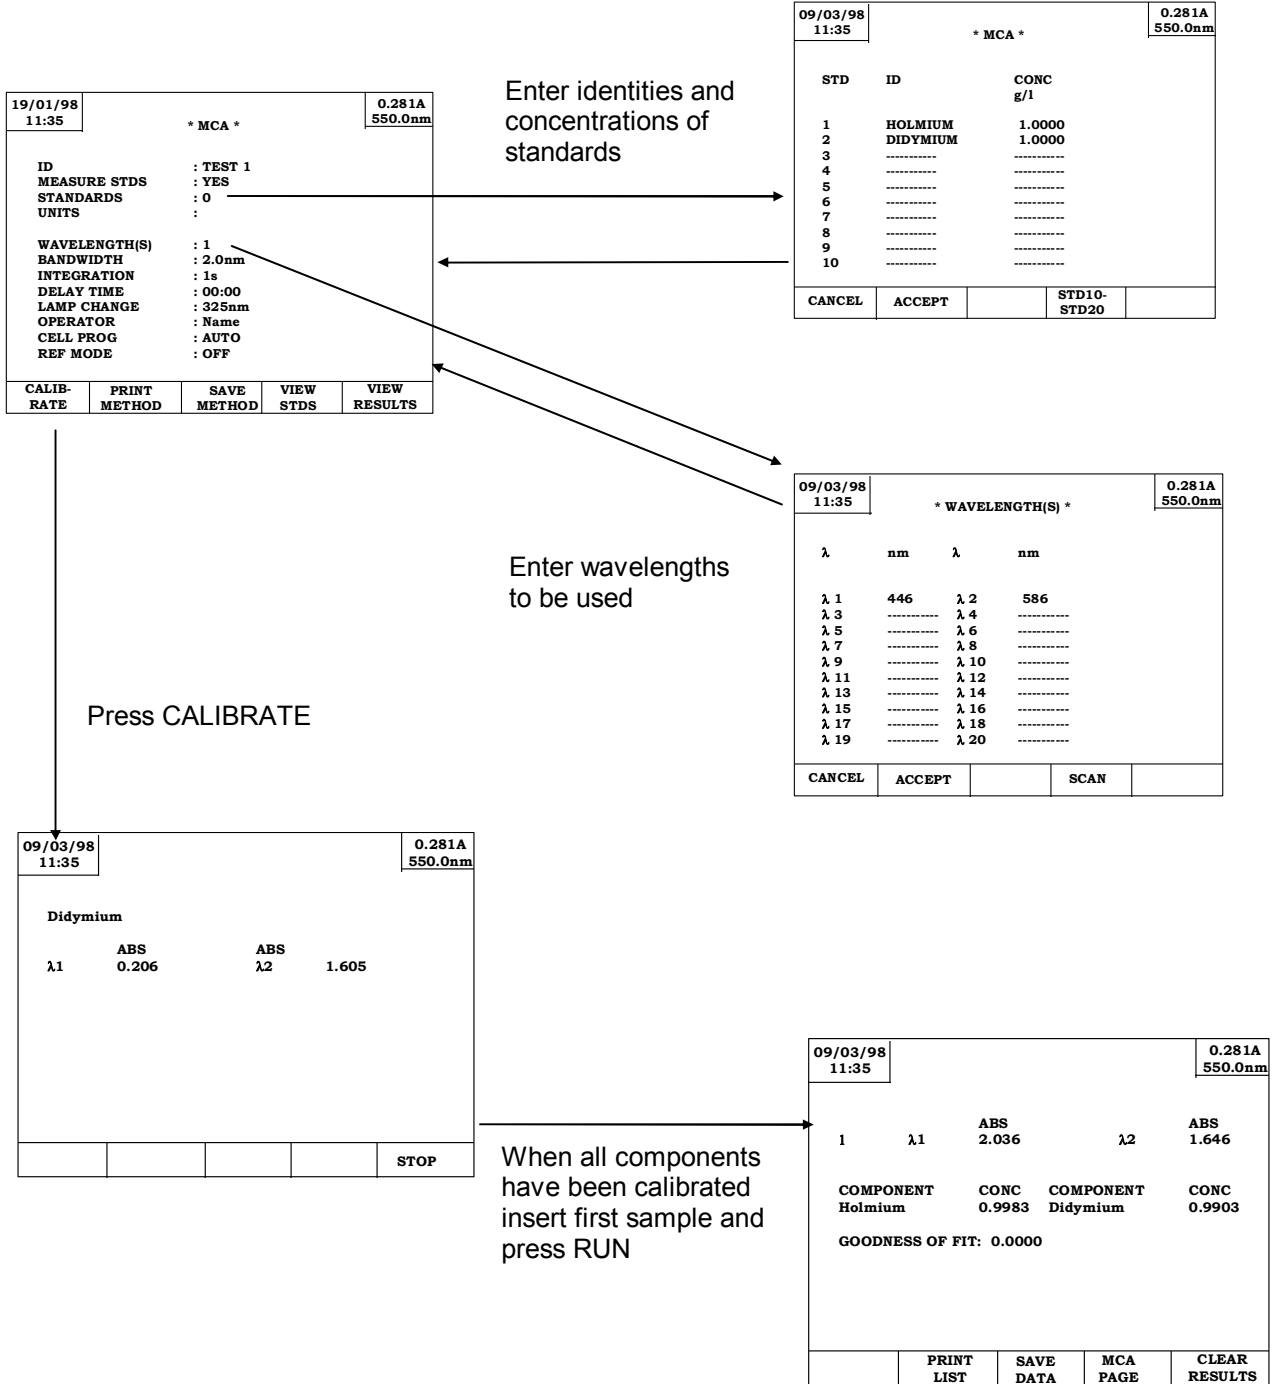 19/01/98
11:35
* MCA *
0.281A
550.0nm
ID : TEST 1
MEASURE STDS : YES
STANDARDS : 0
UNITS :
WAVELENGTH(S) : 1
BANDWIDTH : 2.0nm
INTEGRATION : 1s
DELAY TIME : 00:00
LAMP CHANGE : 325nm
OPERATOR : Name
CELL PROG : AUTO
REF MODE : OFF
CALIB- PRINT SAVE VIEW VIEW
RATE METHOD METHOD STDS RESULTS
Enter identities and
concentrations of
standards
09/03/98
11:35
* MCA *
0.281A
550.0nm
STD ID CONC
g/l
1 HOLMIUM 1.0000
2 DIDYMIUM 1.0000
3 ---------- ----------
4 ---------- ----------
5 ---------- ----------
6 ---------- ----------
7 ---------- ----------
8 ---------- ----------
9 ---------- ----------
10 ---------- ----------
CANCEL ACCEPT STD10-
STD20
Enter wavelengths
to be used
09/03/98
11:35
* WAVELENGTH(S) *
0.281A
550.0nm
λ nm λ nm
λ 1 446 λ 2 586
λ 3 ---------- λ 4 ----------
λ 5 ---------- λ 6 ----------
λ 7 ---------- λ 8 ----------
λ 9 ---------- λ 10 ----------
λ 11 ---------- λ 12 ----------
λ 13 ---------- λ 14 ----------
λ 15 ---------- λ 16 ----------
λ 17 ---------- λ 18 ----------
λ 19 ---------- λ 20 ----------
CANCEL ACCEPT SCAN
Press CALIBRATE
09/03/98
11:35
0.281A
550.0nm
Didymium
ABS ABS
λ1 0.206 λ2 1.605
STOP
When all components
have been calibrated
insert first sample and
press RUN
09/03/98
11:35
0.281A
550.0nm
ABS ABS
1 λ1 2.036 λ2 1.646
COMPONENT CONC COMPONENT CONC
Holmium 0.9983 Didymium 0.9903
GOODNESS OF FIT: 0.0000
PRINT SAVE MCA CLEAR
LIST DATA PAGE RESULTS